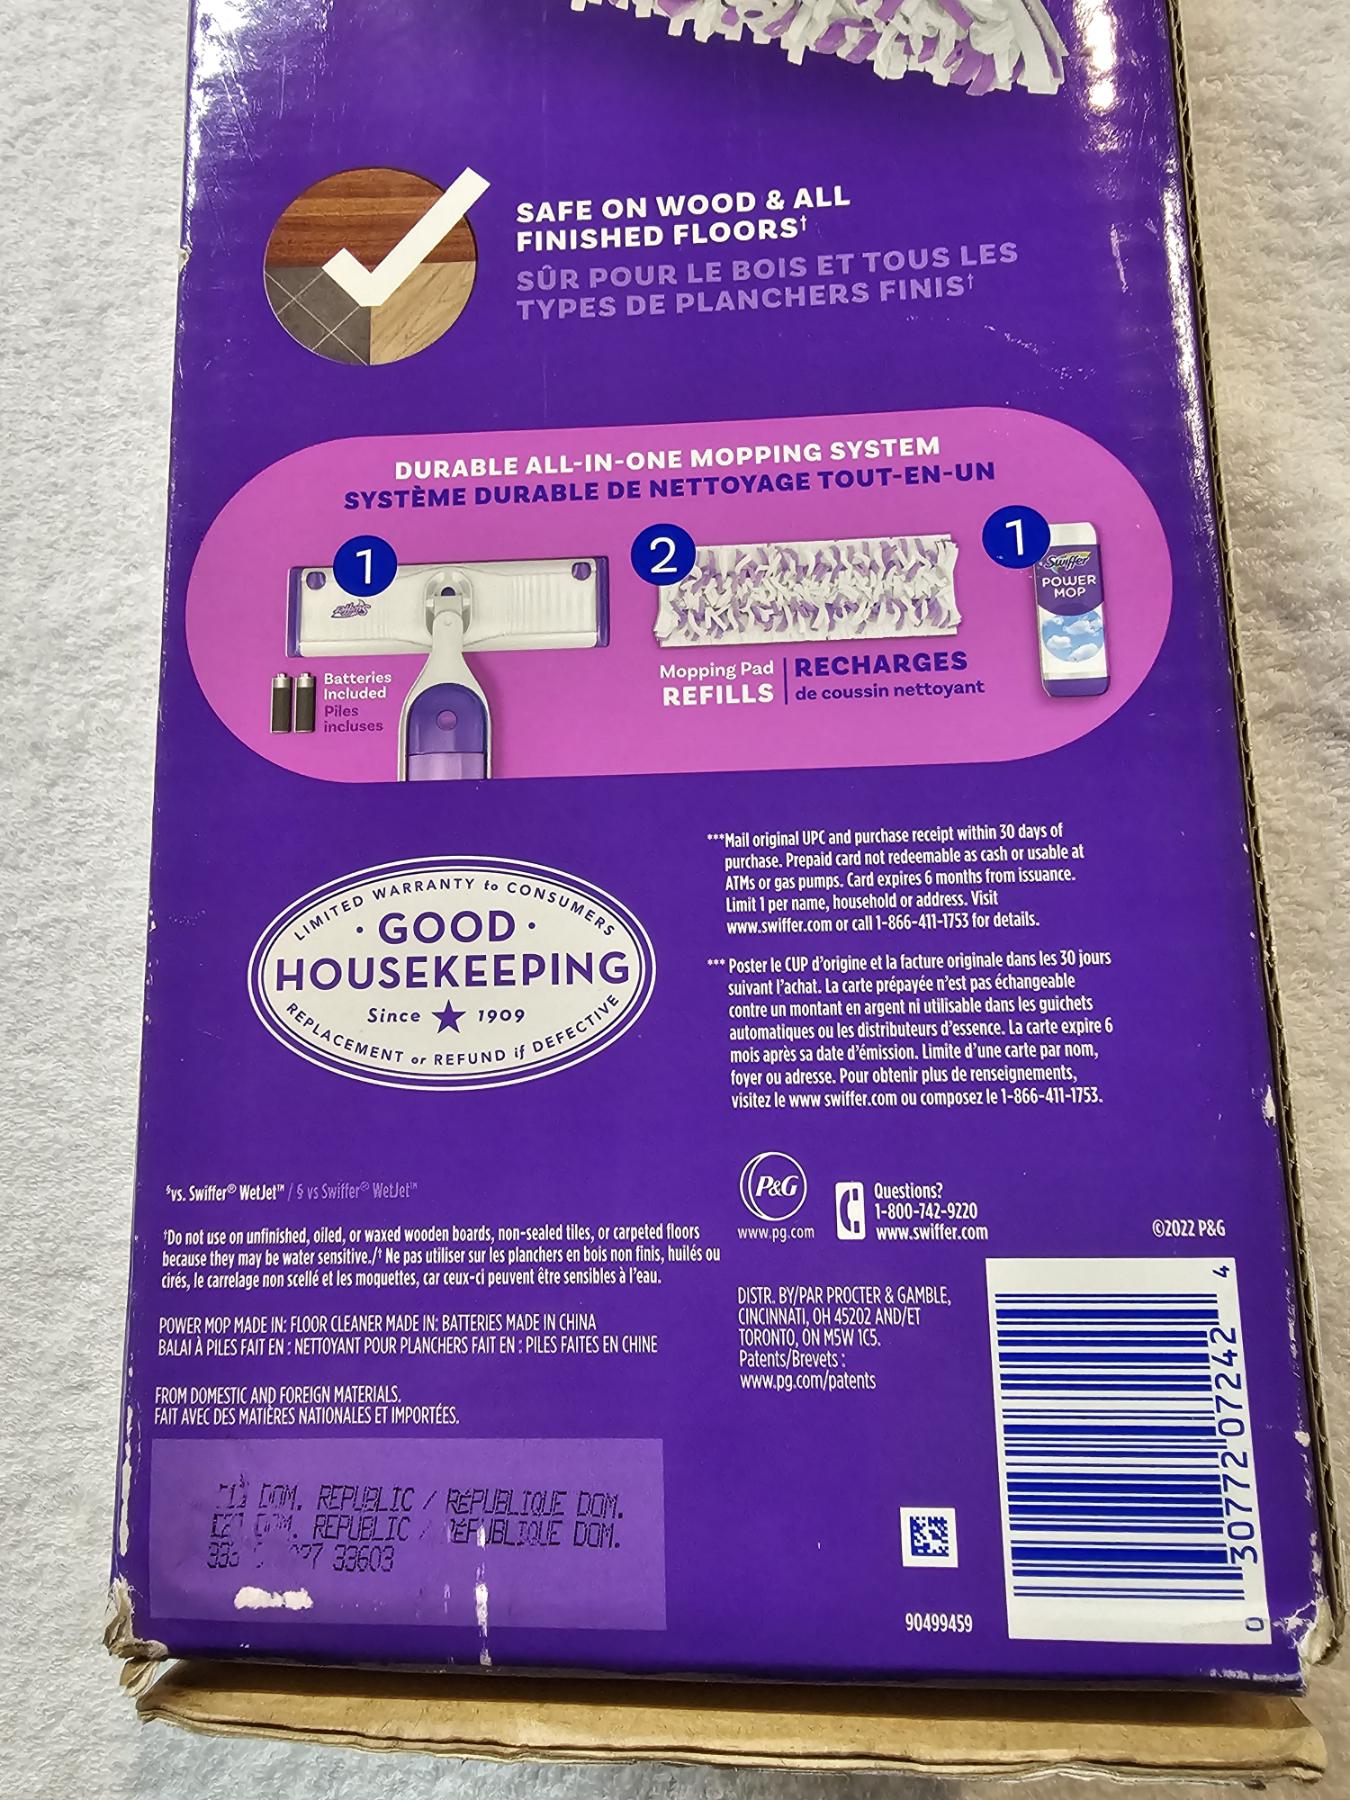 SAFE ON WOOD & ALL
FINISHED FLOORS†
SÛR POUR LE BOIS ET TOUS LES
TYPES DE PLANCHERS FINIS†
DURABLE ALL-IN-ONE MOPPING SYSTEM
SYSTÈME DURABLE DE NETTOYAGE TOUT-EN-UN
1
Swiffer
Batteries
Included
Piles
incluses
2
Mopping Pad
REFILLS
RECHARGES
de coussin nettoyant
1
Swiffer
POWER
MOP
LIMITED WARRANTY to CONSUMERS
• GOOD •
HOUSEKEEPING
Since ★ 1909
REPLACEMENT or REFUND if DEFECTIVE
***Mail original UPC and purchase receipt within 30 days of
purchase. Prepaid card not redeemable as cash or usable at
ATMs or gas pumps. Card expires 6 months from issuance.
Limit 1 per name, household or address. Visit
www.swiffer.com or call 1-866-411-1753 for details.
*** Poster le CUP d'origine et la facture originale dans les 30 jours
suivant l'achat. La carte prépayée n'est pas échangeable
contre un montant en argent ni utilisable dans les guichets
automatiques ou les distributeurs d'essence. La carte expire 6
mois après sa date d'émission. Limite d'une carte par nom,
foyer ou adresse. Pour obtenir plus de renseignements,
visitez le www swiffer.com ou composez le 1-866-411-1753.
§vs. Swiffer® WetJet™ / § vs Swiffer® WetJet™
†Do not use on unfinished, oiled, or waxed wooden boards, non-sealed tiles, or carpeted floors
because they may be water sensitive./† Ne pas utiliser sur les planchers en bois non finis, huilés ou
cirés, le carrelage non scellé et les moquettes, car ceux-ci peuvent être sensibles à l'eau.
POWER MOP MADE IN: FLOOR CLEANER MADE IN: BATTERIES MADE IN CHINA
BALAI À PILES FAIT EN : NETTOYANT POUR PLANCHERS FAIT EN : PILES FAITES EN CHINE
FROM DOMESTIC AND FOREIGN MATERIALS.
FAIT AVEC DES MATIÈRES NATIONALES ET IMPORTÉES.
DOM. REPUBLIC / RÉPUBLIQUE DOM.
REPUBLIC / RÉPUBLIQUE DOM.
33603
P&G
www.pg.com
Questions?
1-800-742-9220
www.swiffer.com
©2022 P&G
DISTR. BY/PAR PROCTER & GAMBLE,
CINCINNATI, OH 45202 AND/ET
TORONTO, ON M5W 1C5.
Patents/Brevets :
www.pg.com/patents
90499459
0 30772 07242 4